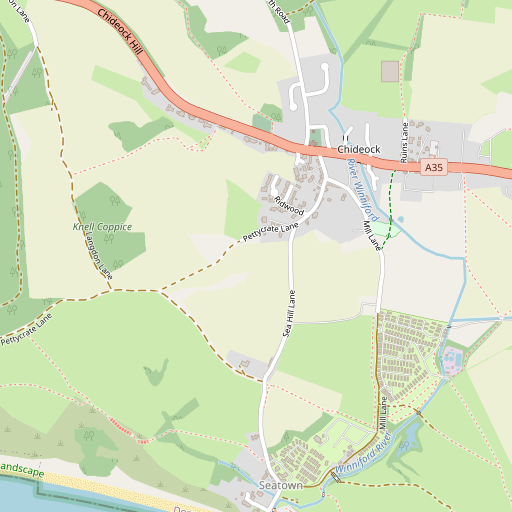 Chideock Hill
Chideock
A35
Ruins Lane
River Winniford
Ridwood
Pettycrate Lane
Mill Lane
Knell Coppice
Langdon Lane
Sea Hill Lane
Pettycrate Lane
Mill Lane
Winniford River
Seatown